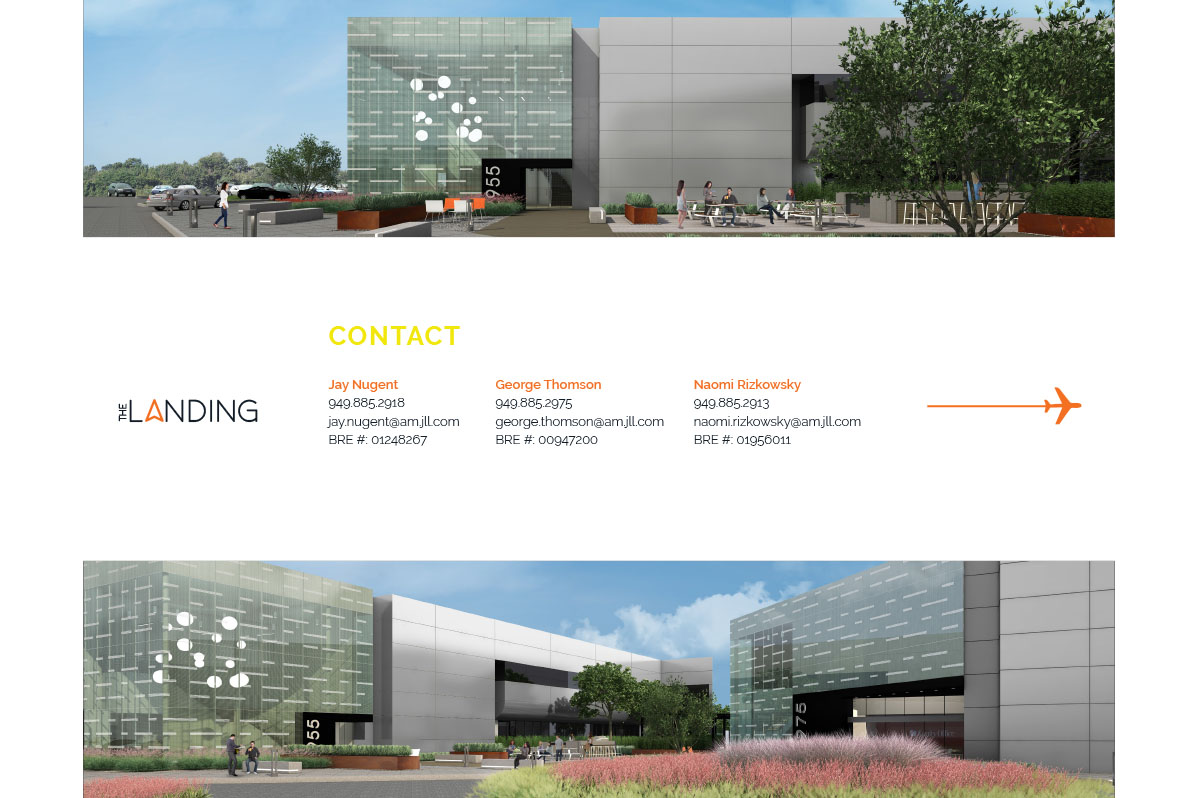 955
CONTACT
THE LANDING
Jay Nugent
949.885.2918
jay.nugent@am.jll.com
BRE #: 01248267
George Thomson
949.885.2975
george.thomson@am.jll.com
BRE #: 00947200
Naomi Rizkowsky
949.885.2913
naomi.rizkowsky@am.jll.com
BRE #: 01956011
955
975